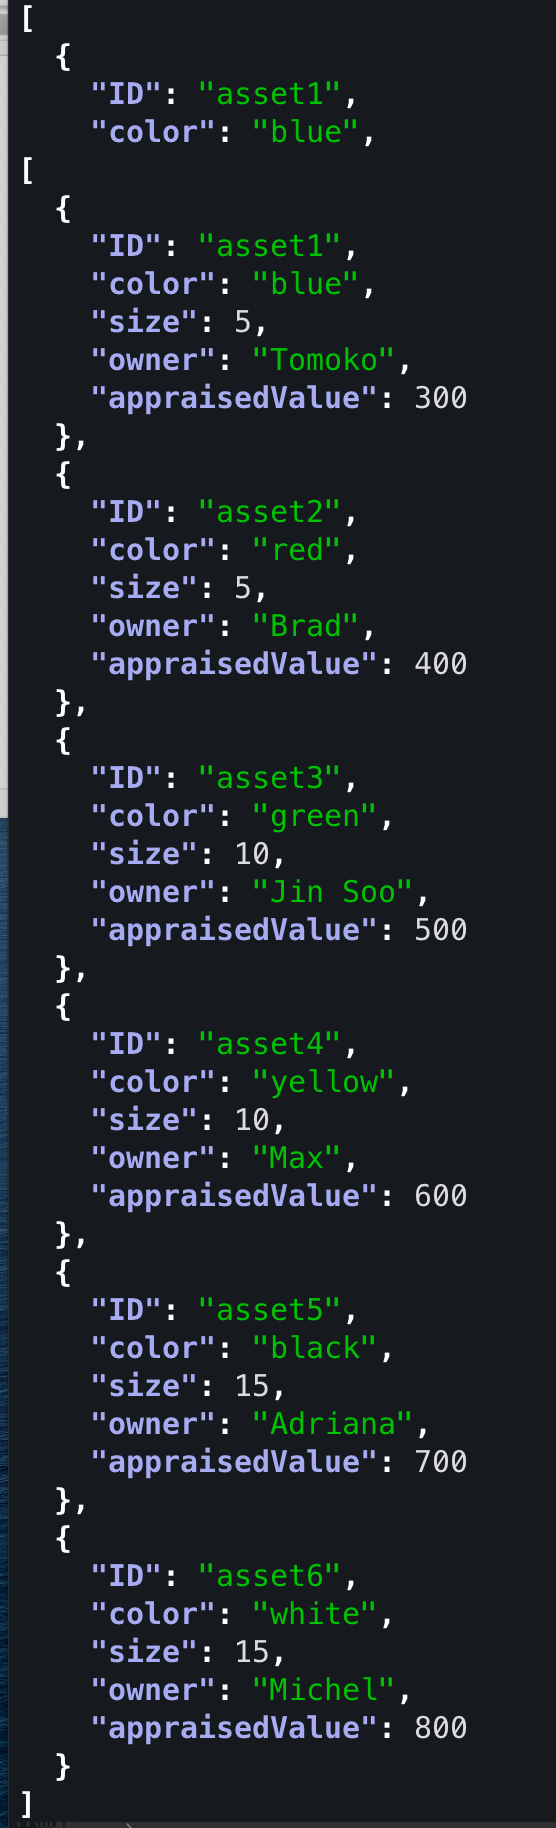 [
  {
    "ID": "asset1",
    "color": "blue",
[
  {
    "ID": "asset1",
    "color": "blue",
    "size": 5,
    "owner": "Tomoko",
    "appraisedValue": 300
  },
  {
    "ID": "asset2",
    "color": "red",
    "size": 5,
    "owner": "Brad",
    "appraisedValue": 400
  },
  {
    "ID": "asset3",
    "color": "green",
    "size": 10,
    "owner": "Jin Soo",
    "appraisedValue": 500
  },
  {
    "ID": "asset4",
    "color": "yellow",
    "size": 10,
    "owner": "Max",
    "appraisedValue": 600
  },
  {
    "ID": "asset5",
    "color": "black",
    "size": 15,
    "owner": "Adriana",
    "appraisedValue": 700
  },
  {
    "ID": "asset6",
    "color": "white",
    "size": 15,
    "owner": "Michel",
    "appraisedValue": 800
  }
]